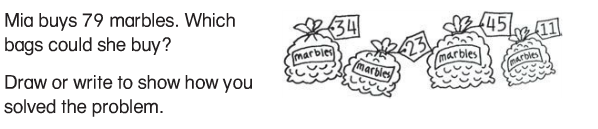 Mia buys 79 marbles. Which
bags could she buy?
Draw or write to show how you
solved the problem.
34
marbles
23
marbles
45
marbles
11
marbles